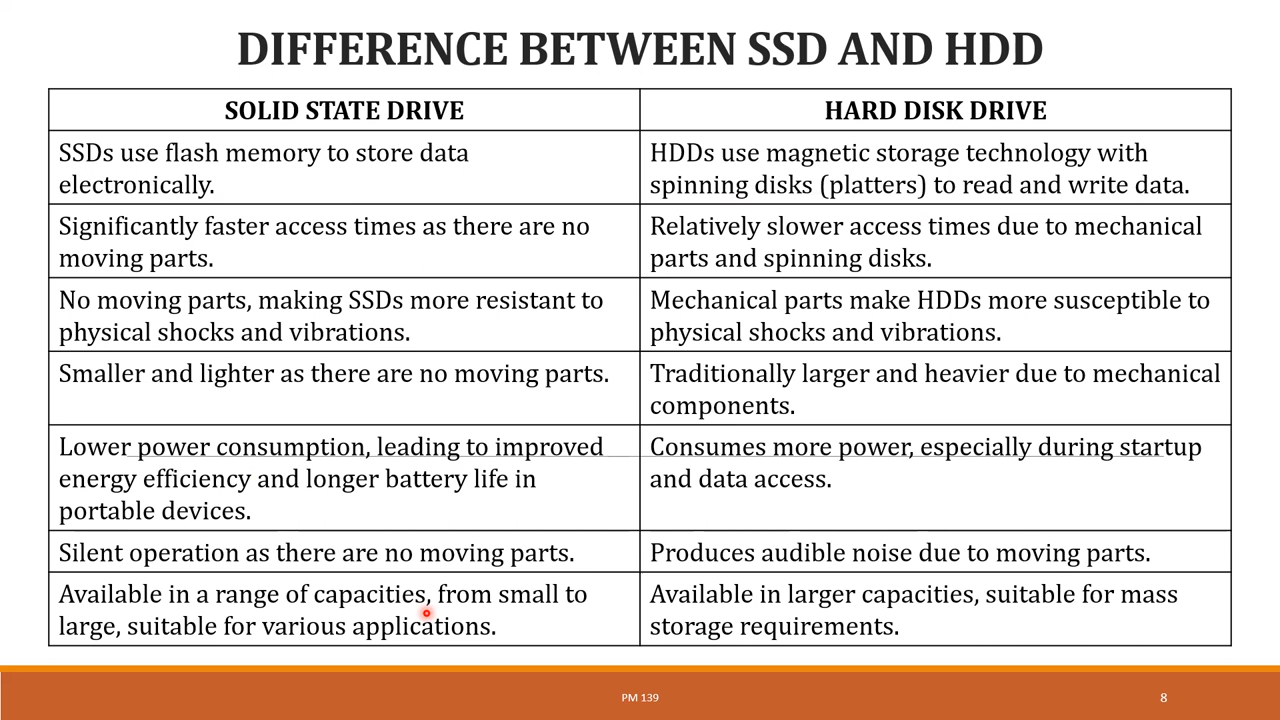 DIFFERENCE BETWEEN SSD AND HDD
SOLID STATE DRIVE
HARD DISK DRIVE
SSDs use flash memory to store data
electronically.
HDDs use magnetic storage technology with
spinning disks (platters) to read and write data.
Significantly faster access times as there are no
moving parts.
Relatively slower access times due to mechanical
parts and spinning disks.
No moving parts, making SSDs more resistant to
physical shocks and vibrations.
Mechanical parts make HDDs more susceptible to
physical shocks and vibrations.
Smaller and lighter as there are no moving parts.
Traditionally larger and heavier due to mechanical
components.
Lower power consumption, leading to improved
energy efficiency and longer battery life in
portable devices.
Consumes more power, especially during startup
and data access.
Silent operation as there are no moving parts.
Produces audible noise due to moving parts.
Available in a range of capacities, from small to
large, suitable for various applications.
Available in larger capacities, suitable for mass
storage requirements.
PM 139
8